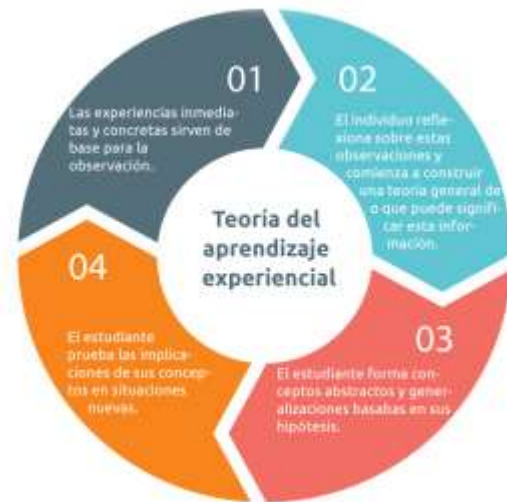 Teoría del
aprendizaje
experiencial
01
Las experiencias inmedia-
tas y concretas sirven de
base para la
observación.
02
El individuo refle-
xiona sobre estas
observaciones y
comienza a construir
una teoría general de
o que puede signifi-
car esta infor-
mación.
03
El estudiante forma con-
ceptos abstractos y gener-
alizaciones basabas en sus
hipótesis.
04
El estudiante
prueba las implica-
ciones de sus concep-
tos en situaciones
nuevas.